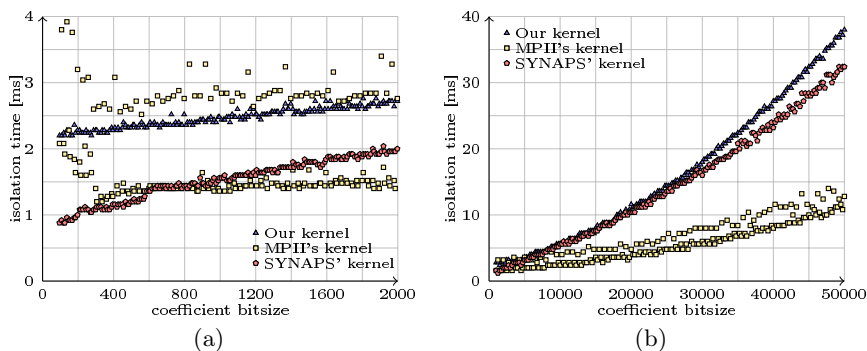 4
3
2
1
0
isolation time [ms]
0 400 800 1200 1600 2000
coefficient bitsize
Our kernel
MPII's kernel
SYNAPS' kernel
(a)
40
30
20
10
0
isolation time [ms]
0 10000 20000 30000 40000 50000
coefficient bitsize
Our kernel
MPII's kernel
SYNAPS' kernel
(b)